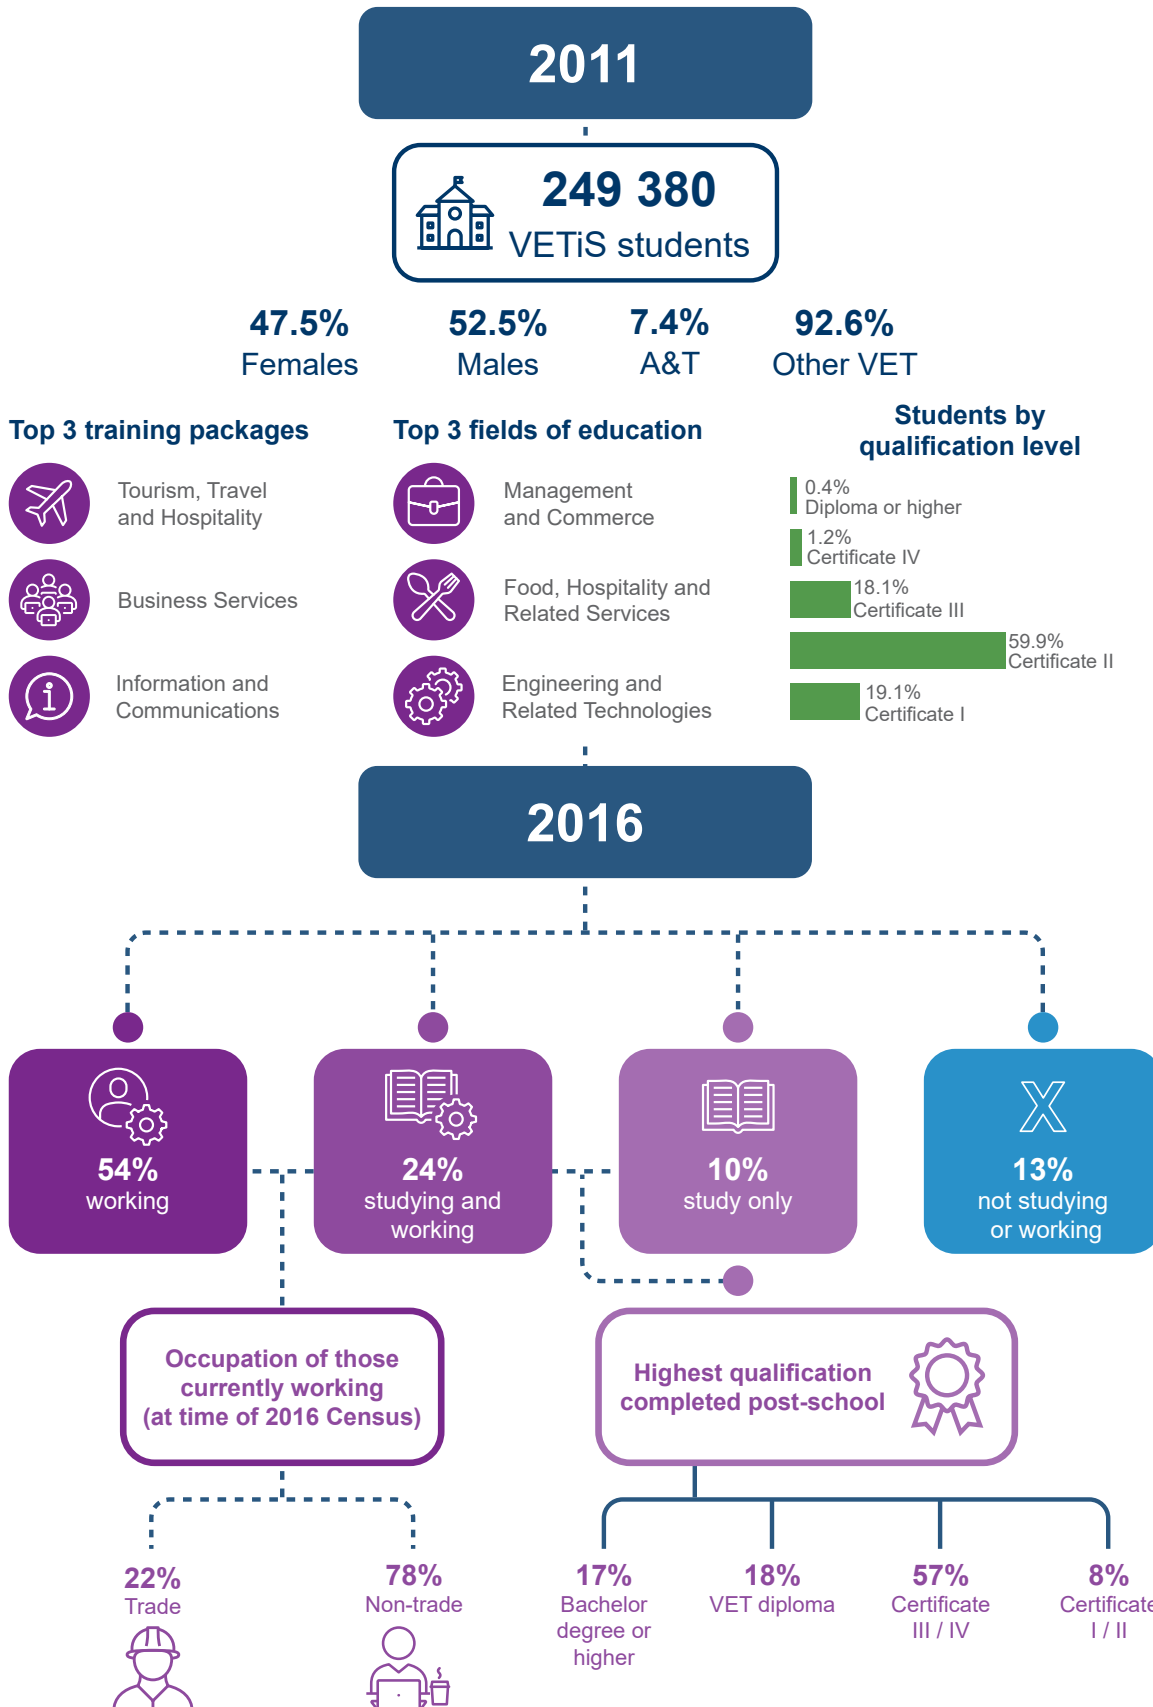 2011
249 380
VETiS students
47.5%
Females
52.5%
Males
7.4%
A&T
92.6%
Other VET
Top 3 training packages
Tourism, Travel
and Hospitality
Business Services
Information and
Communications
Top 3 fields of education
Management
and Commerce
Food, Hospitality and
Related Services
Engineering and
Related Technologies
Students by
qualification level
0.4%
Diploma or higher
1.2%
Certificate IV
18.1%
Certificate III
59.9%
Certificate II
19.1%
Certificate I
2016
54%
working
24%
studying and
working
10%
study only
X
13%
not studying
or working
Occupation of those
currently working
(at time of 2016 Census)
22%
Trade
78%
Non-trade
Highest qualification
completed post-school
17%
Bachelor
degree or
higher
18%
VET diploma
57%
Certificate
III / IV
8%
Certificate
I / II